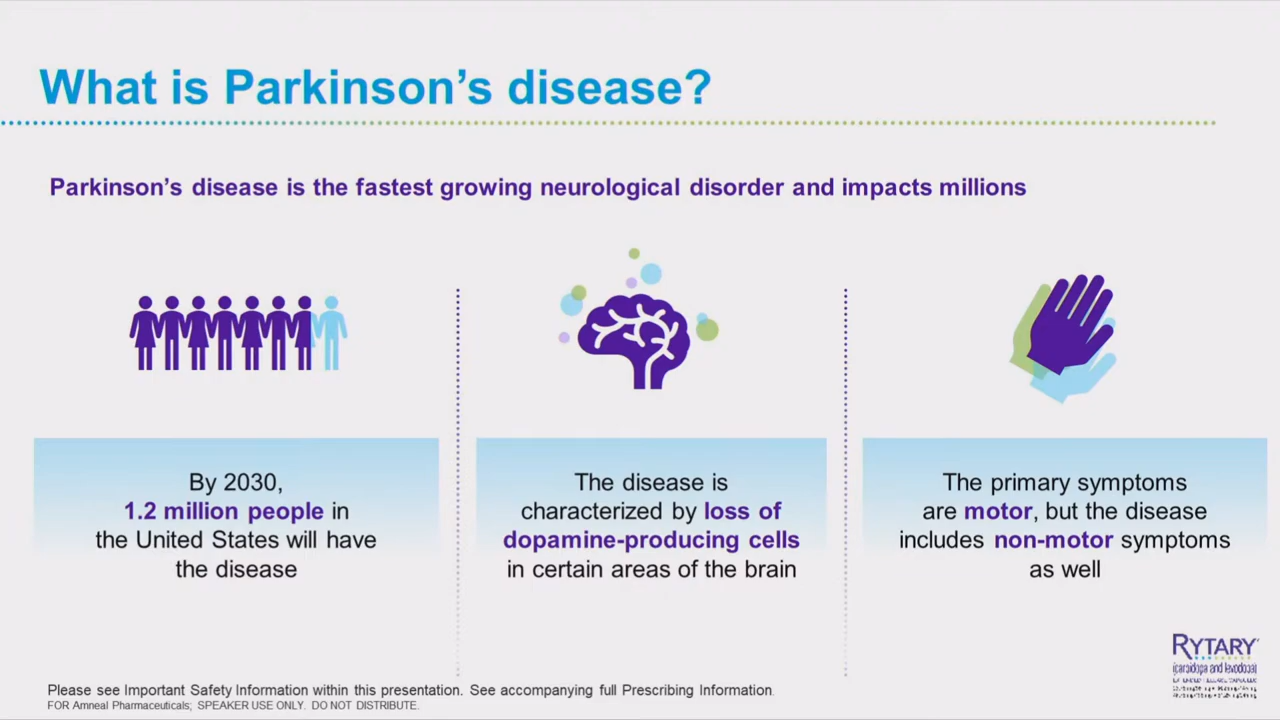 What is Parkinson's disease?
Parkinson's disease is the fastest growing neurological disorder and impacts millions
By 2030,
1.2 million people in
the United States will have
the disease
The disease is
characterized by loss of
dopamine-producing cells
in certain areas of the brain
The primary symptoms
are motor, but the disease
includes non-motor symptoms
as well
RYTARY
(carbidopa and levodopa)
Please see Important Safety Information within this presentation. See accompanying full Prescribing Information.
FOR Amneal Pharmaceuticals; SPEAKER USE ONLY. DO NOT DISTRIBUTE.